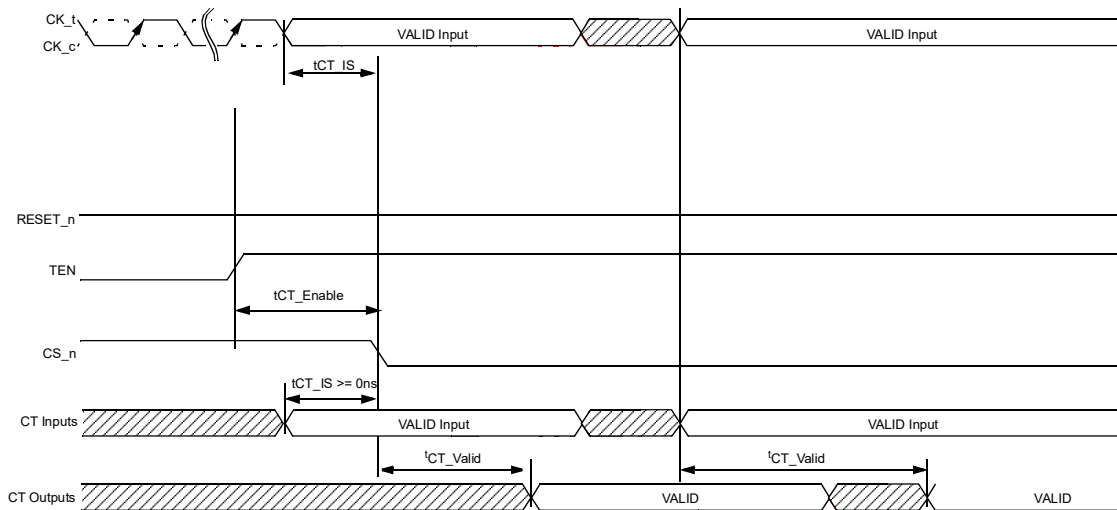 CK_t
CK_c
VALID Input
VALID Input
tCT_IS
RESET_n
TEN
tCT_Enable
CS_n
tCT_IS >= 0ns
CT Inputs
VALID Input
VALID Input
tCT_Valid
tCT_Valid
CT Outputs
VALID
VALID